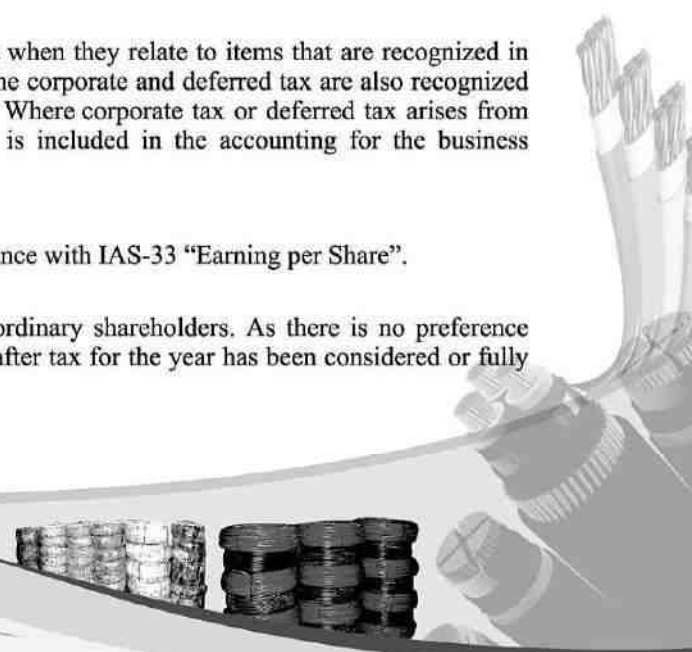 when they relate to items that are recognized in
ne corporate and deferred tax are also recognized
Where corporate tax or deferred tax arises from
is included in the accounting for the business
nce with IAS-33 “Earning per Share”.
ordinary shareholders. As there is no preference
after tax for the year has been considered or fully